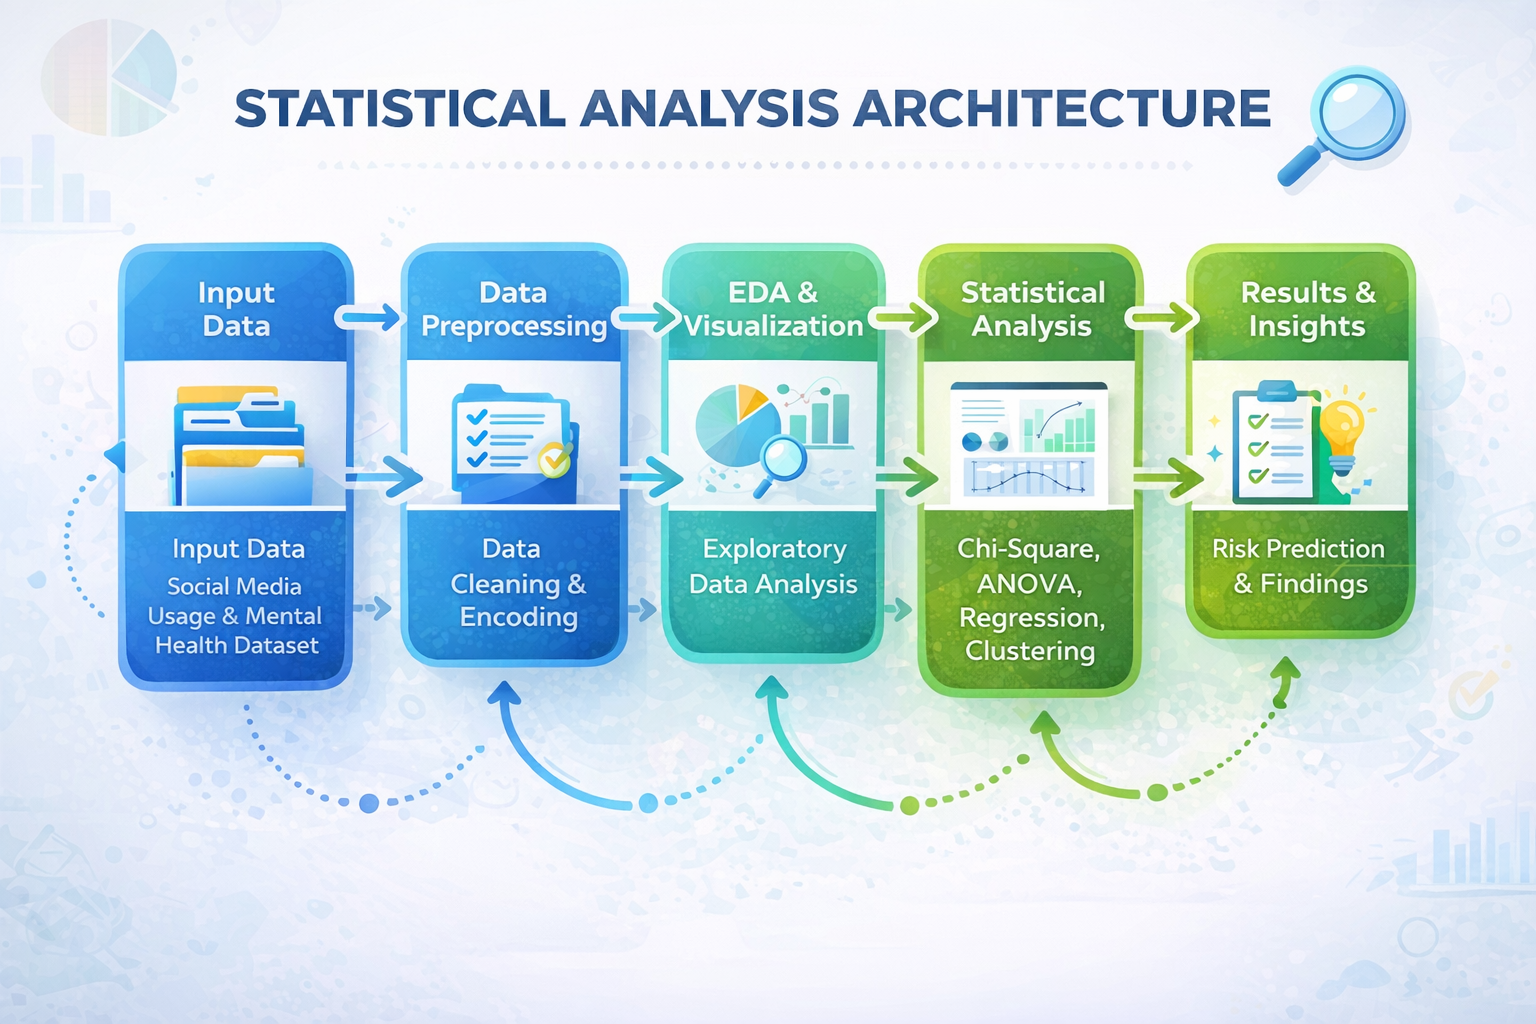 STATISTICAL ANALYSIS ARCHITECTURE
Input
Data
Input Data
Social Media
Usage & Mental
Health Dataset
Data
Preprocessing
Data
Cleaning &
Encoding
EDA &
Visualization
Exploratory
Data Analysis
Statistical
Analysis
Chi-Square,
ANOVA,
Regression,
Clustering
Results &
Insights
Risk Prediction
& Findings